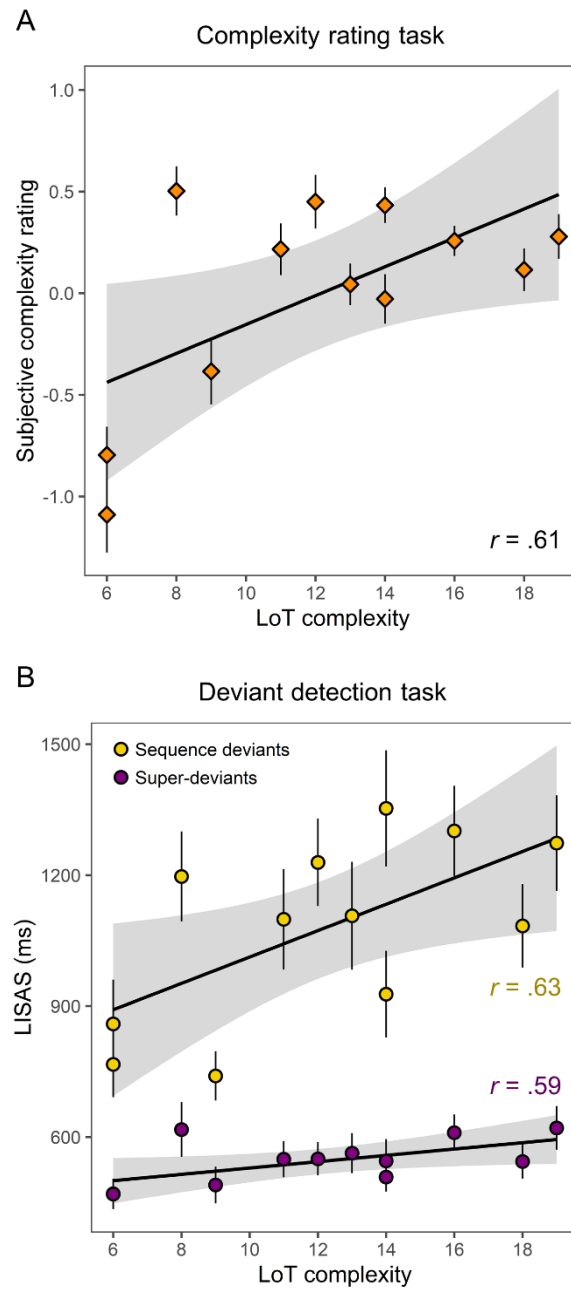 A
Complexity rating task
Subjective complexity rating
1.0
0.5
0.0
-0.5
-1.0
r = .61
6 8 10 12 14 16 18
LoT complexity
B
Deviant detection task
LISAS (ms)
1500
1200
900
600
Sequence deviants
Super-deviants
r = .63
r = .59
6 8 10 12 14 16 18
LoT complexity